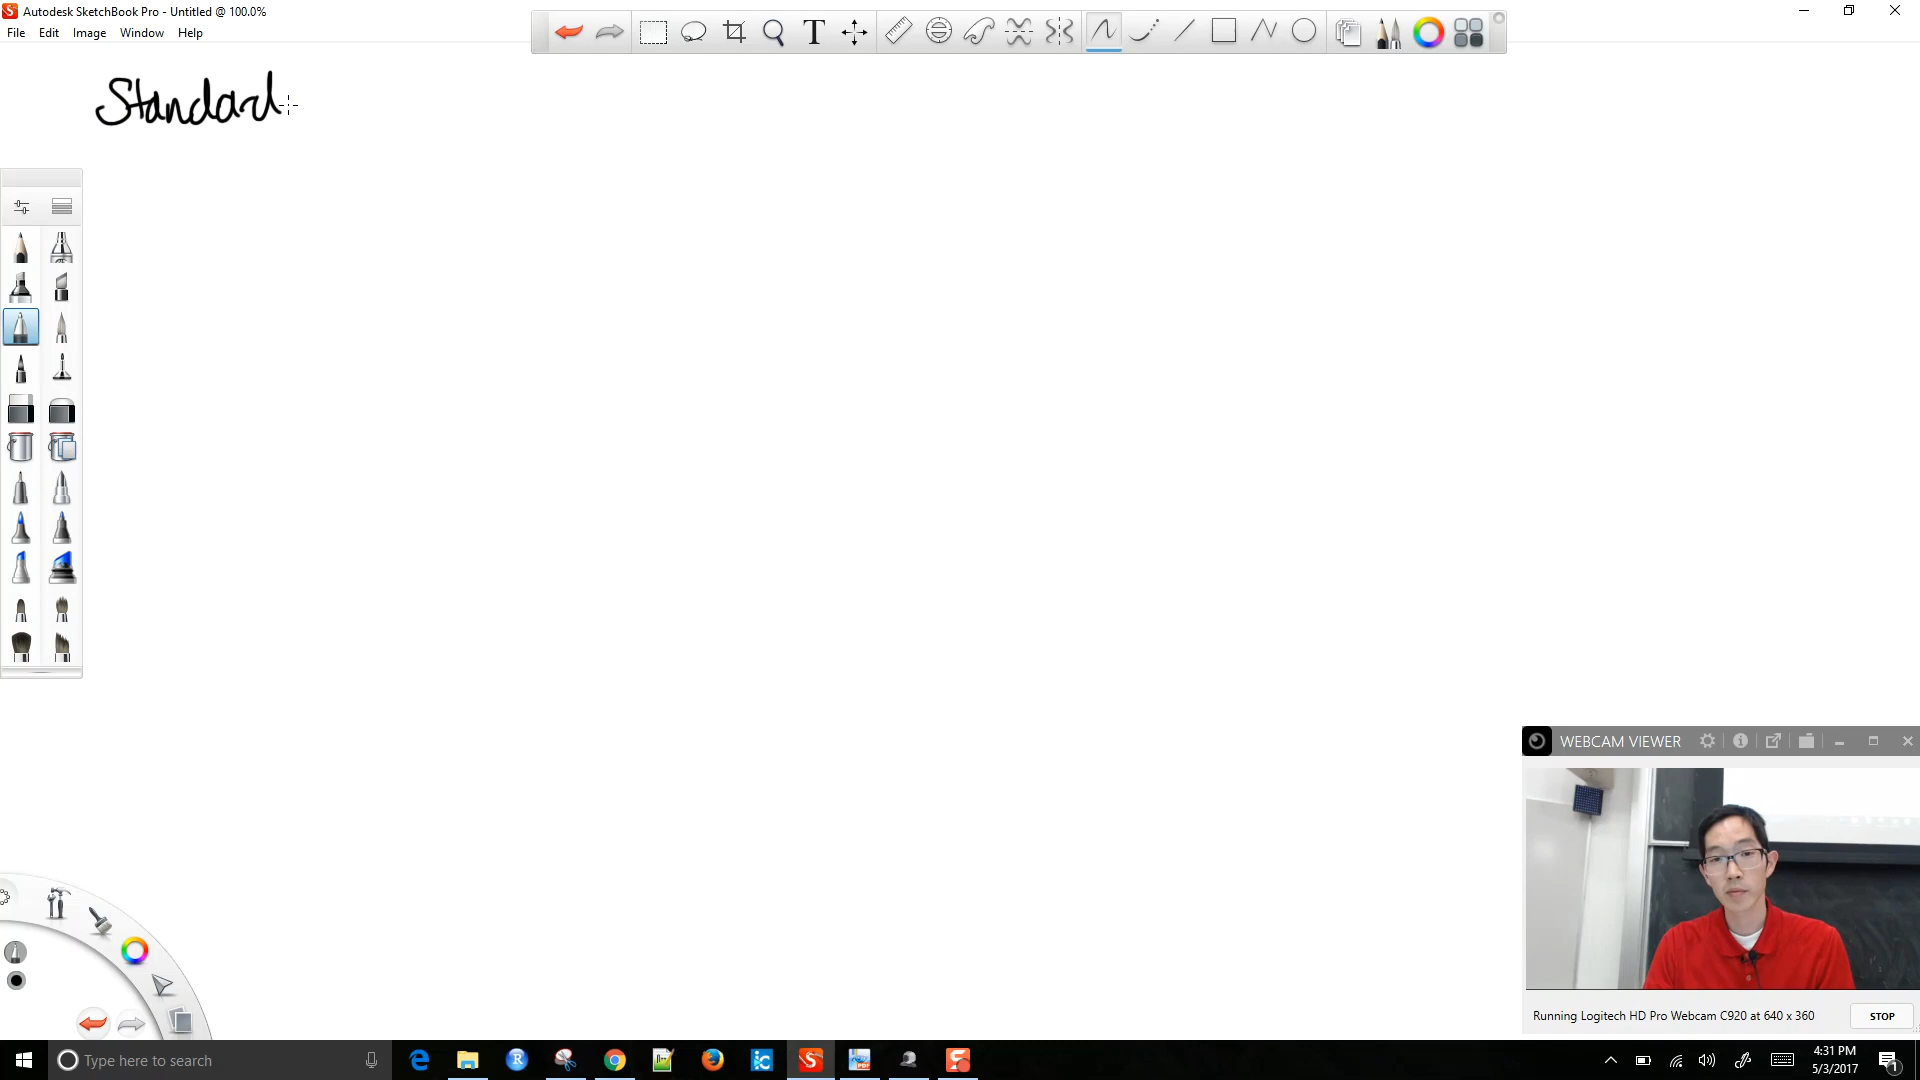 Autodesk SketchBook Pro - Untitled @ 100.0%
File Edit Image Window Help
T
Standard
WEBCAM VIEWER
Running Logitech HD Pro Webcam C920 at 640 x 360
STOP
Type here to search
4:31 PM
5/3/2017